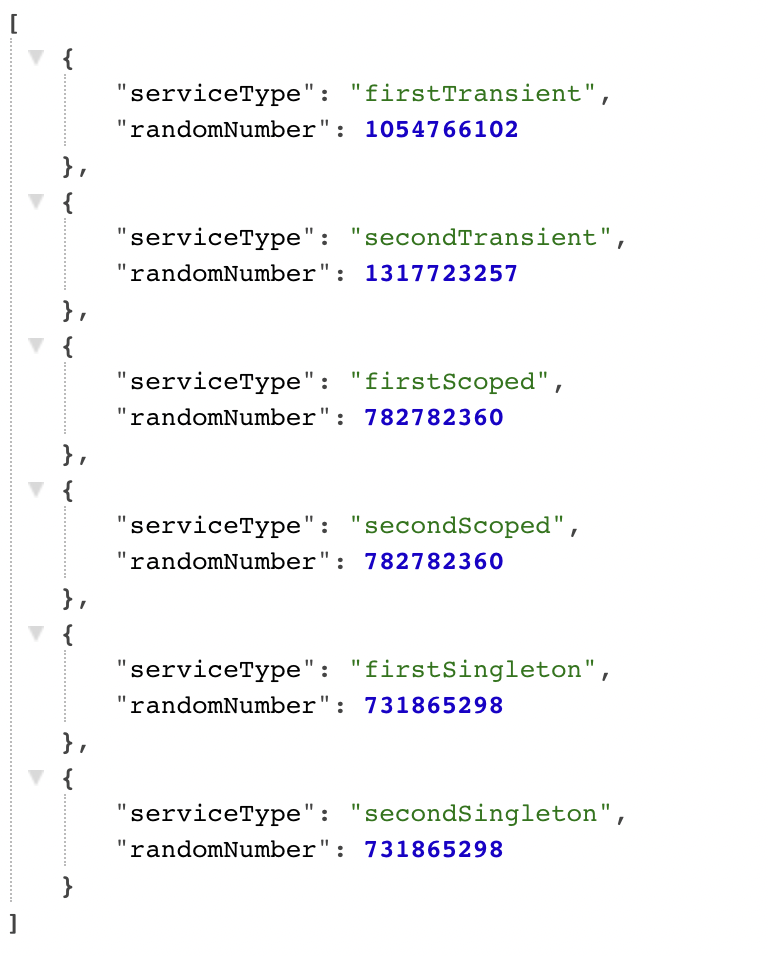 [
{
"serviceType": "firstTransient",
"randomNumber": 1054766102
},
{
"serviceType": "secondTransient",
"randomNumber": 1317723257
},
{
"serviceType": "firstScoped",
"randomNumber": 782782360
},
{
"serviceType": "secondScoped",
"randomNumber": 782782360
},
{
"serviceType": "firstSingleton",
"randomNumber": 731865298
},
{
"serviceType": "secondSingleton",
"randomNumber": 731865298
}
]